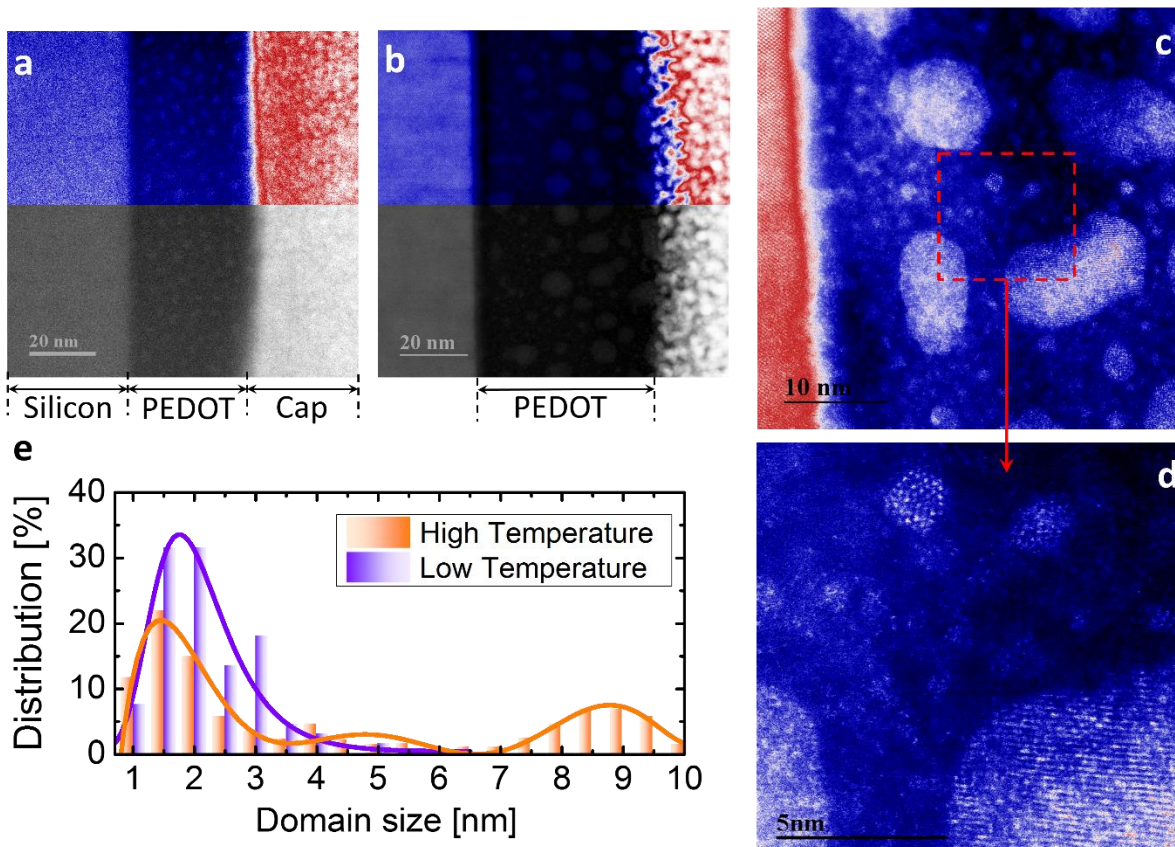 a
b
c
20 nm
20 nm
Silicon
PEDOT
Cap
PEDOT
10 nm
d
5nm
e
Distribution [%]
40
30
20
10
0
High Temperature
Low Temperature
1 2 3 4 5 6 7 8 9 10
Domain size [nm]